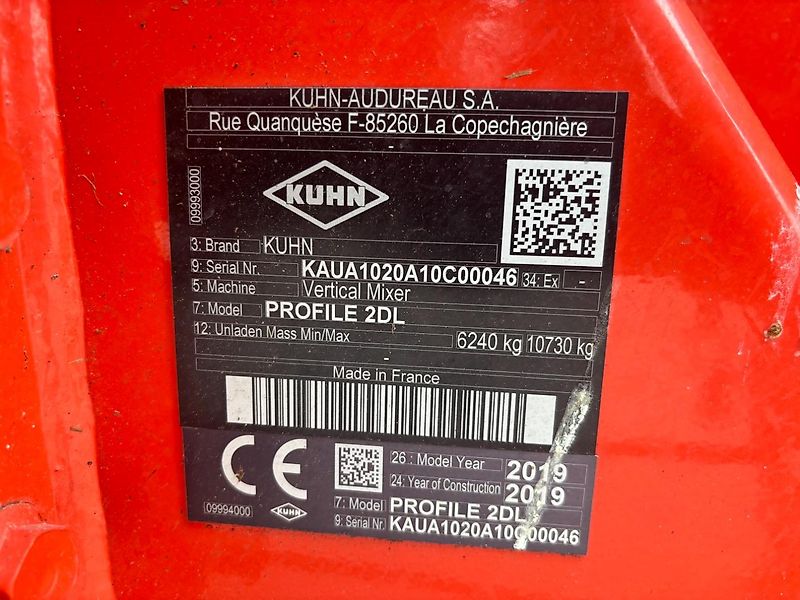 KUHN-AUDUREAU S.A.
Rue Quanquèse F-85260 La Copechagnière
-
09993000
KUHN
3: Brand KUHN
9: Serial Nr. KAUA1020A10C00046 34: Ex -
5: Machine Vertical Mixer
7: Model PROFILE 2DL
12: Unladen Mass Min/Max 6240 kg 10730 kg
-
Made in France
CE
26 : Model Year 2019
24: Year of Construction 2019
7: Model PROFILE 2DL
9: Serial Nr. KAUA1020A10C00046
09994000
KUHN